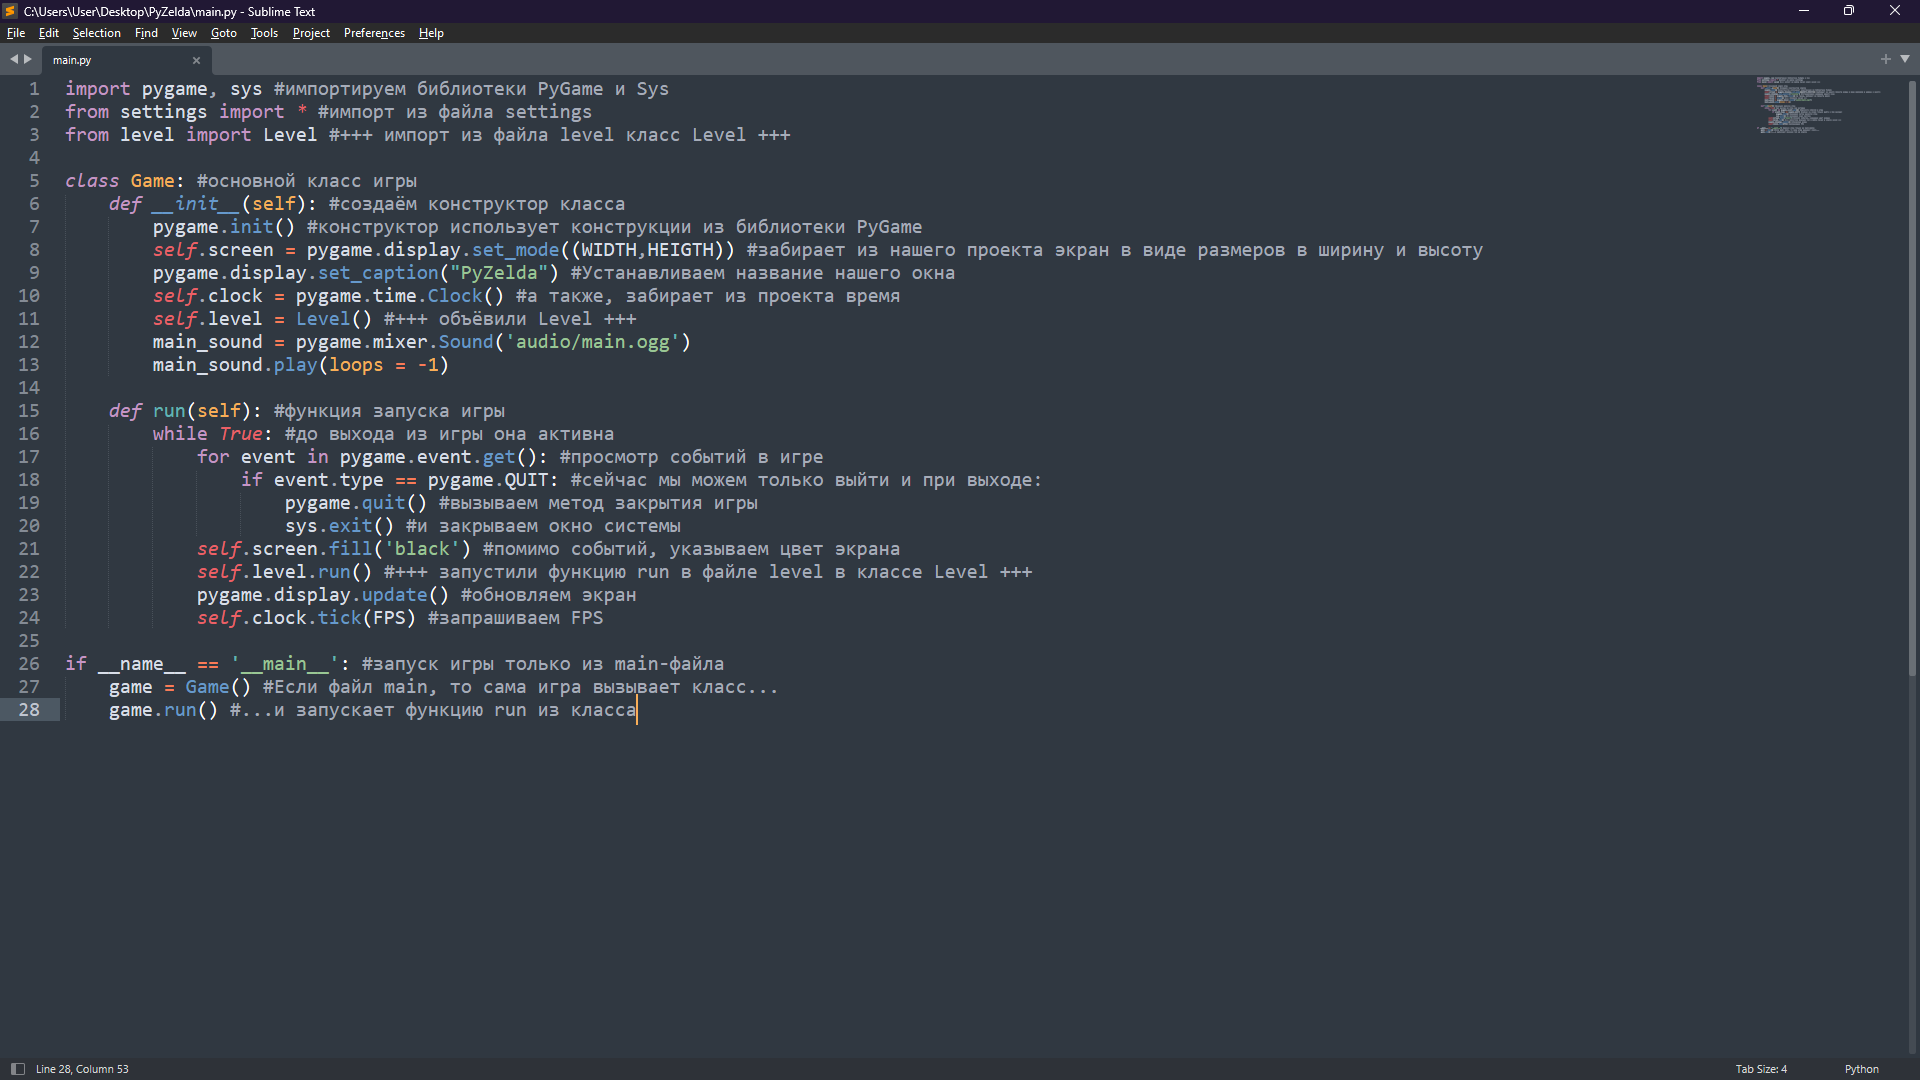 C:\Users\User\Desktop\PyZelda\main.py - Sublime Text
File Edit Selection Find View Goto Tools Project Preferences Help
main.py
1 import pygame, sys #импортируем библиотеки PyGame и Sys
2 from settings import * #импорт из файла settings
3 from level import Level #+++ импорт из файла level класс Level +++
4
5 class Game: #основной класс игры
6 def __init__(self): #создаём конструктор класса
7 pygame.init() #конструктор использует конструкции из библиотеки PyGame
8 self.screen = pygame.display.set_mode((WIDTH,HEIGTH)) #забирает из нашего проекта экран в виде размеров в ширину и высоту
9 pygame.display.set_caption("PyZelda") #Устанавливаем название нашего окна
10 self.clock = pygame.time.Clock() #а также, забирает из проекта время
11 self.level = Level() #+++ объёвили Level +++
12 main_sound = pygame.mixer.Sound('audio/main.ogg')
13 main_sound.play(loops = -1)
14
15 def run(self): #функция запуска игры
16 while True: #до выхода из игры она активна
17 for event in pygame.event.get(): #просмотр событий в игре
18 if event.type == pygame.QUIT: #сейчас мы можем только выйти и при выходе:
19 pygame.quit() #вызываем метод закрытия игры
20 sys.exit() #и закрываем окно системы
21 self.screen.fill('black') #помимо событий, указываем цвет экрана
22 self.level.run() #+++ запустили функцию run в файле level в классе Level +++
23 pygame.display.update() #обновляем экран
24 self.clock.tick(FPS) #запрашиваем FPS
25
26 if __name__ == '__main__': #запуск игры только из main-файла
27 game = Game() #Если файл main, то сама игра вызывает класс...
28 game.run() #...и запускает функцию run из класса
Line 28, Column 53
Tab Size: 4
Python